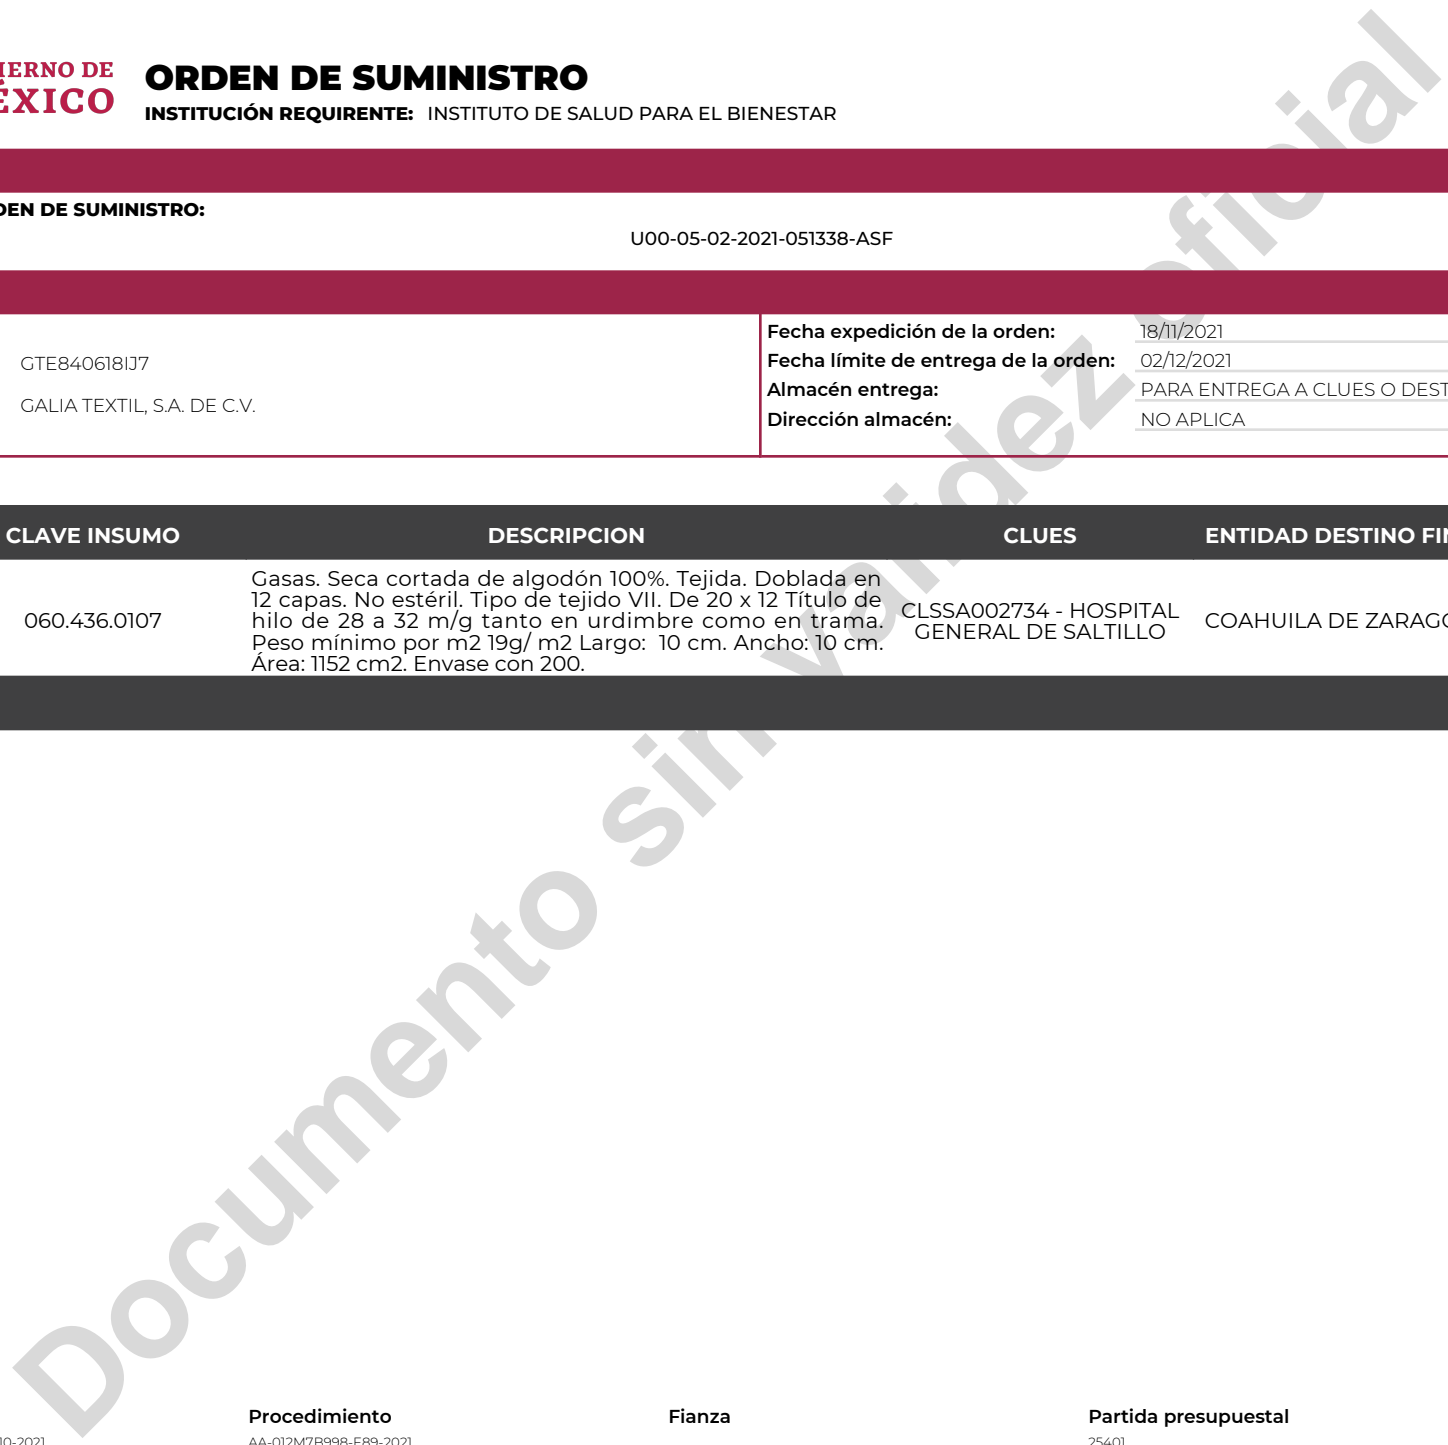 IERNO DE
ÉXICO
ORDEN DE SUMINISTRO
INSTITUCIÓN REQUIRENTE: INSTITUTO DE SALUD PARA EL BIENESTAR
DEN DE SUMINISTRO:
U00-05-02-2021-051338-ASF
GTE840618IJ7
GALIA TEXTIL, S.A. DE C.V.
Fecha expedición de la orden: 18/11/2021
Fecha límite de entrega de la orden: 02/12/2021
Almacén entrega: PARA ENTREGA A CLUES O DEST
Dirección almacén: NO APLICA
CLAVE INSUMO DESCRIPCION CLUES ENTIDAD DESTINO FIN
060.436.0107
Gasas. Seca cortada de algodón 100%. Tejida. Doblada en
12 capas. No estéril. Tipo de tejido VII. De 20 x 12 Título de
hilo de 28 a 32 m/g tanto en urdimbre como en trama.
Peso mínimo por m2 19g/ m2 Largo: 10 cm. Ancho: 10 cm.
Área: 1152 cm2. Envase con 200.
CLSSA002734 - HOSPITAL
GENERAL DE SALTILLO
COAHUILA DE ZARAGO
Documento sin validez oficial
Procedimiento Fianza Partida presupuestal
10-2021 AA-012M7B998-E89-2021 25401